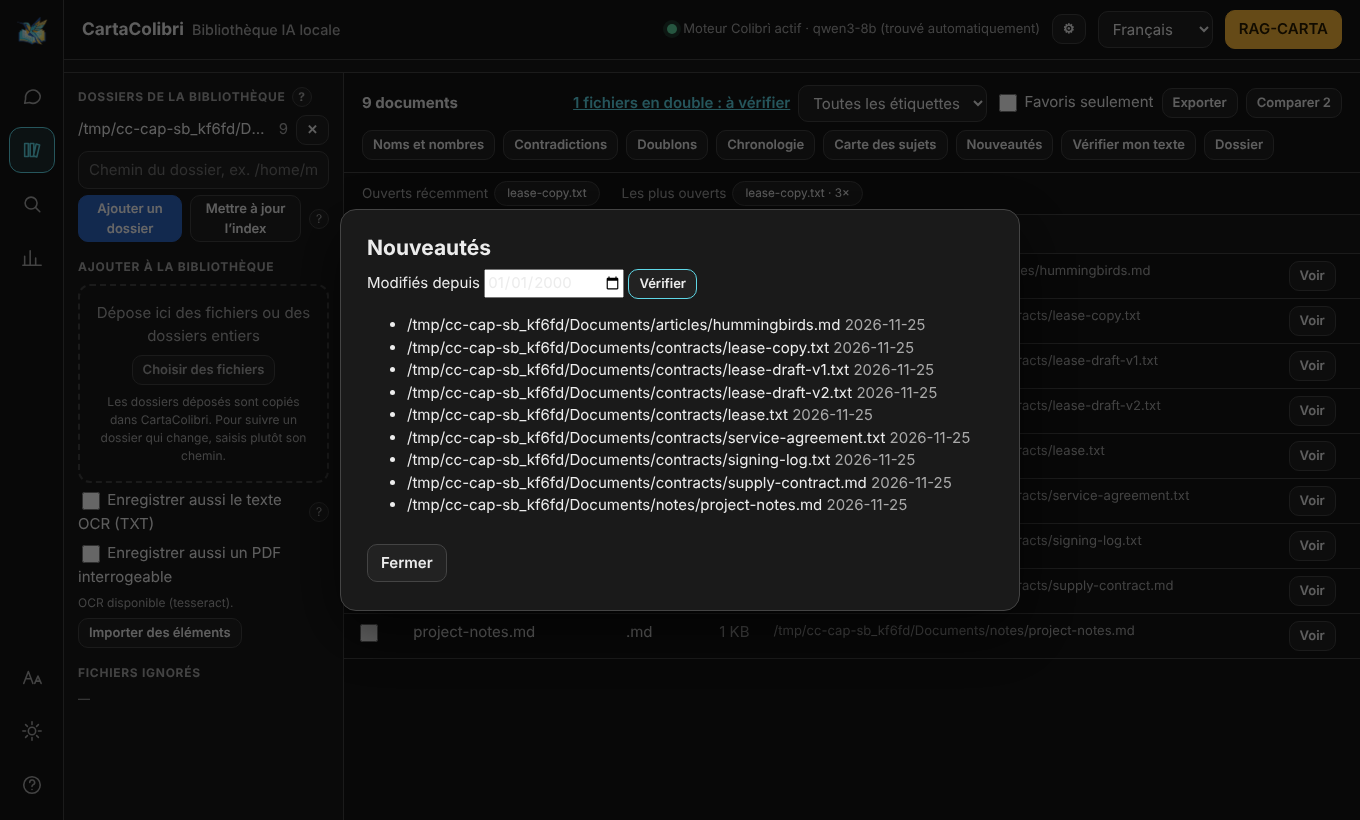 CartaColibri Bibliothèque IA locale
Moteur Colibrì actif · qwen3-8b (trouvé automatiquement)
Français
RAG-CARTA
DOSSIERS DE LA BIBLIOTHÈQUE ?
/tmp/cc-cap-sb_kf6fd/D... 9 ×
Chemin du dossier, ex. /home/m
Ajouter un
dossier
Mettre à jour
l'index
?
AJOUTER À LA BIBLIOTHÈQUE
Dépose ici des fichiers ou des
dossiers entiers
Choisir des fichiers
Les dossiers déposés sont copiés
dans CartaColibri. Pour suivre un
dossier qui change, saisis plutôt son
chemin.
Enregistrer aussi le texte
OCR (TXT)
?
Enregistrer aussi un PDF
interrogeable
OCR disponible (tesseract).
Importer des éléments
FICHIERS IGNORÉS
—
9 documents
1 fichiers en double : à vérifier
Toutes les étiquettes
Favoris seulement
Exporter
Comparer 2
Noms et nombres
Contradictions
Doublons
Chronologie
Carte des sujets
Nouveautés
Vérifier mon texte
Dossier
Ouverts récemment lease-copy.txt Les plus ouverts lease-copy.txt · 3×
Nouveautés
Modifiés depuis 01/01/2000 Vérifier
/tmp/cc-cap-sb_kf6fd/Documents/articles/hummingbirds.md 2026-11-25
/tmp/cc-cap-sb_kf6fd/Documents/contracts/lease-copy.txt 2026-11-25
/tmp/cc-cap-sb_kf6fd/Documents/contracts/lease-draft-v1.txt 2026-11-25
/tmp/cc-cap-sb_kf6fd/Documents/contracts/lease-draft-v2.txt 2026-11-25
/tmp/cc-cap-sb_kf6fd/Documents/contracts/lease.txt 2026-11-25
/tmp/cc-cap-sb_kf6fd/Documents/contracts/service-agreement.txt 2026-11-25
/tmp/cc-cap-sb_kf6fd/Documents/contracts/signing-log.txt 2026-11-25
/tmp/cc-cap-sb_kf6fd/Documents/contracts/supply-contract.md 2026-11-25
/tmp/cc-cap-sb_kf6fd/Documents/notes/project-notes.md 2026-11-25
Fermer
es/hummingbirds.md Voir
racts/lease-copy.txt Voir
racts/lease-draft-v1.txt Voir
racts/lease-draft-v2.txt Voir
racts/lease.txt Voir
racts/service-agreement.txt Voir
racts/signing-log.txt Voir
racts/supply-contract.md Voir
project-notes.md .md 1 KB /tmp/cc-cap-sb_kf6fd/Documents/notes/project-notes.md Voir